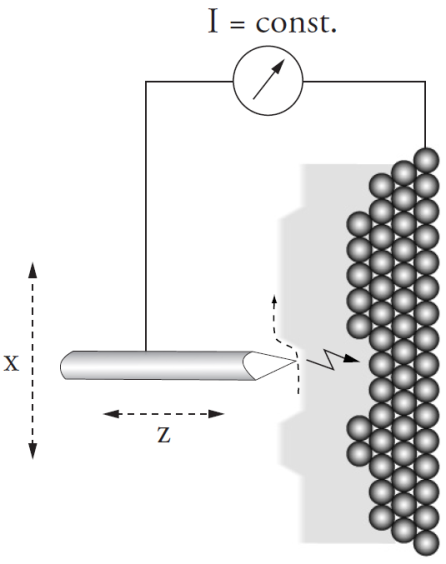 I = const.
x
z